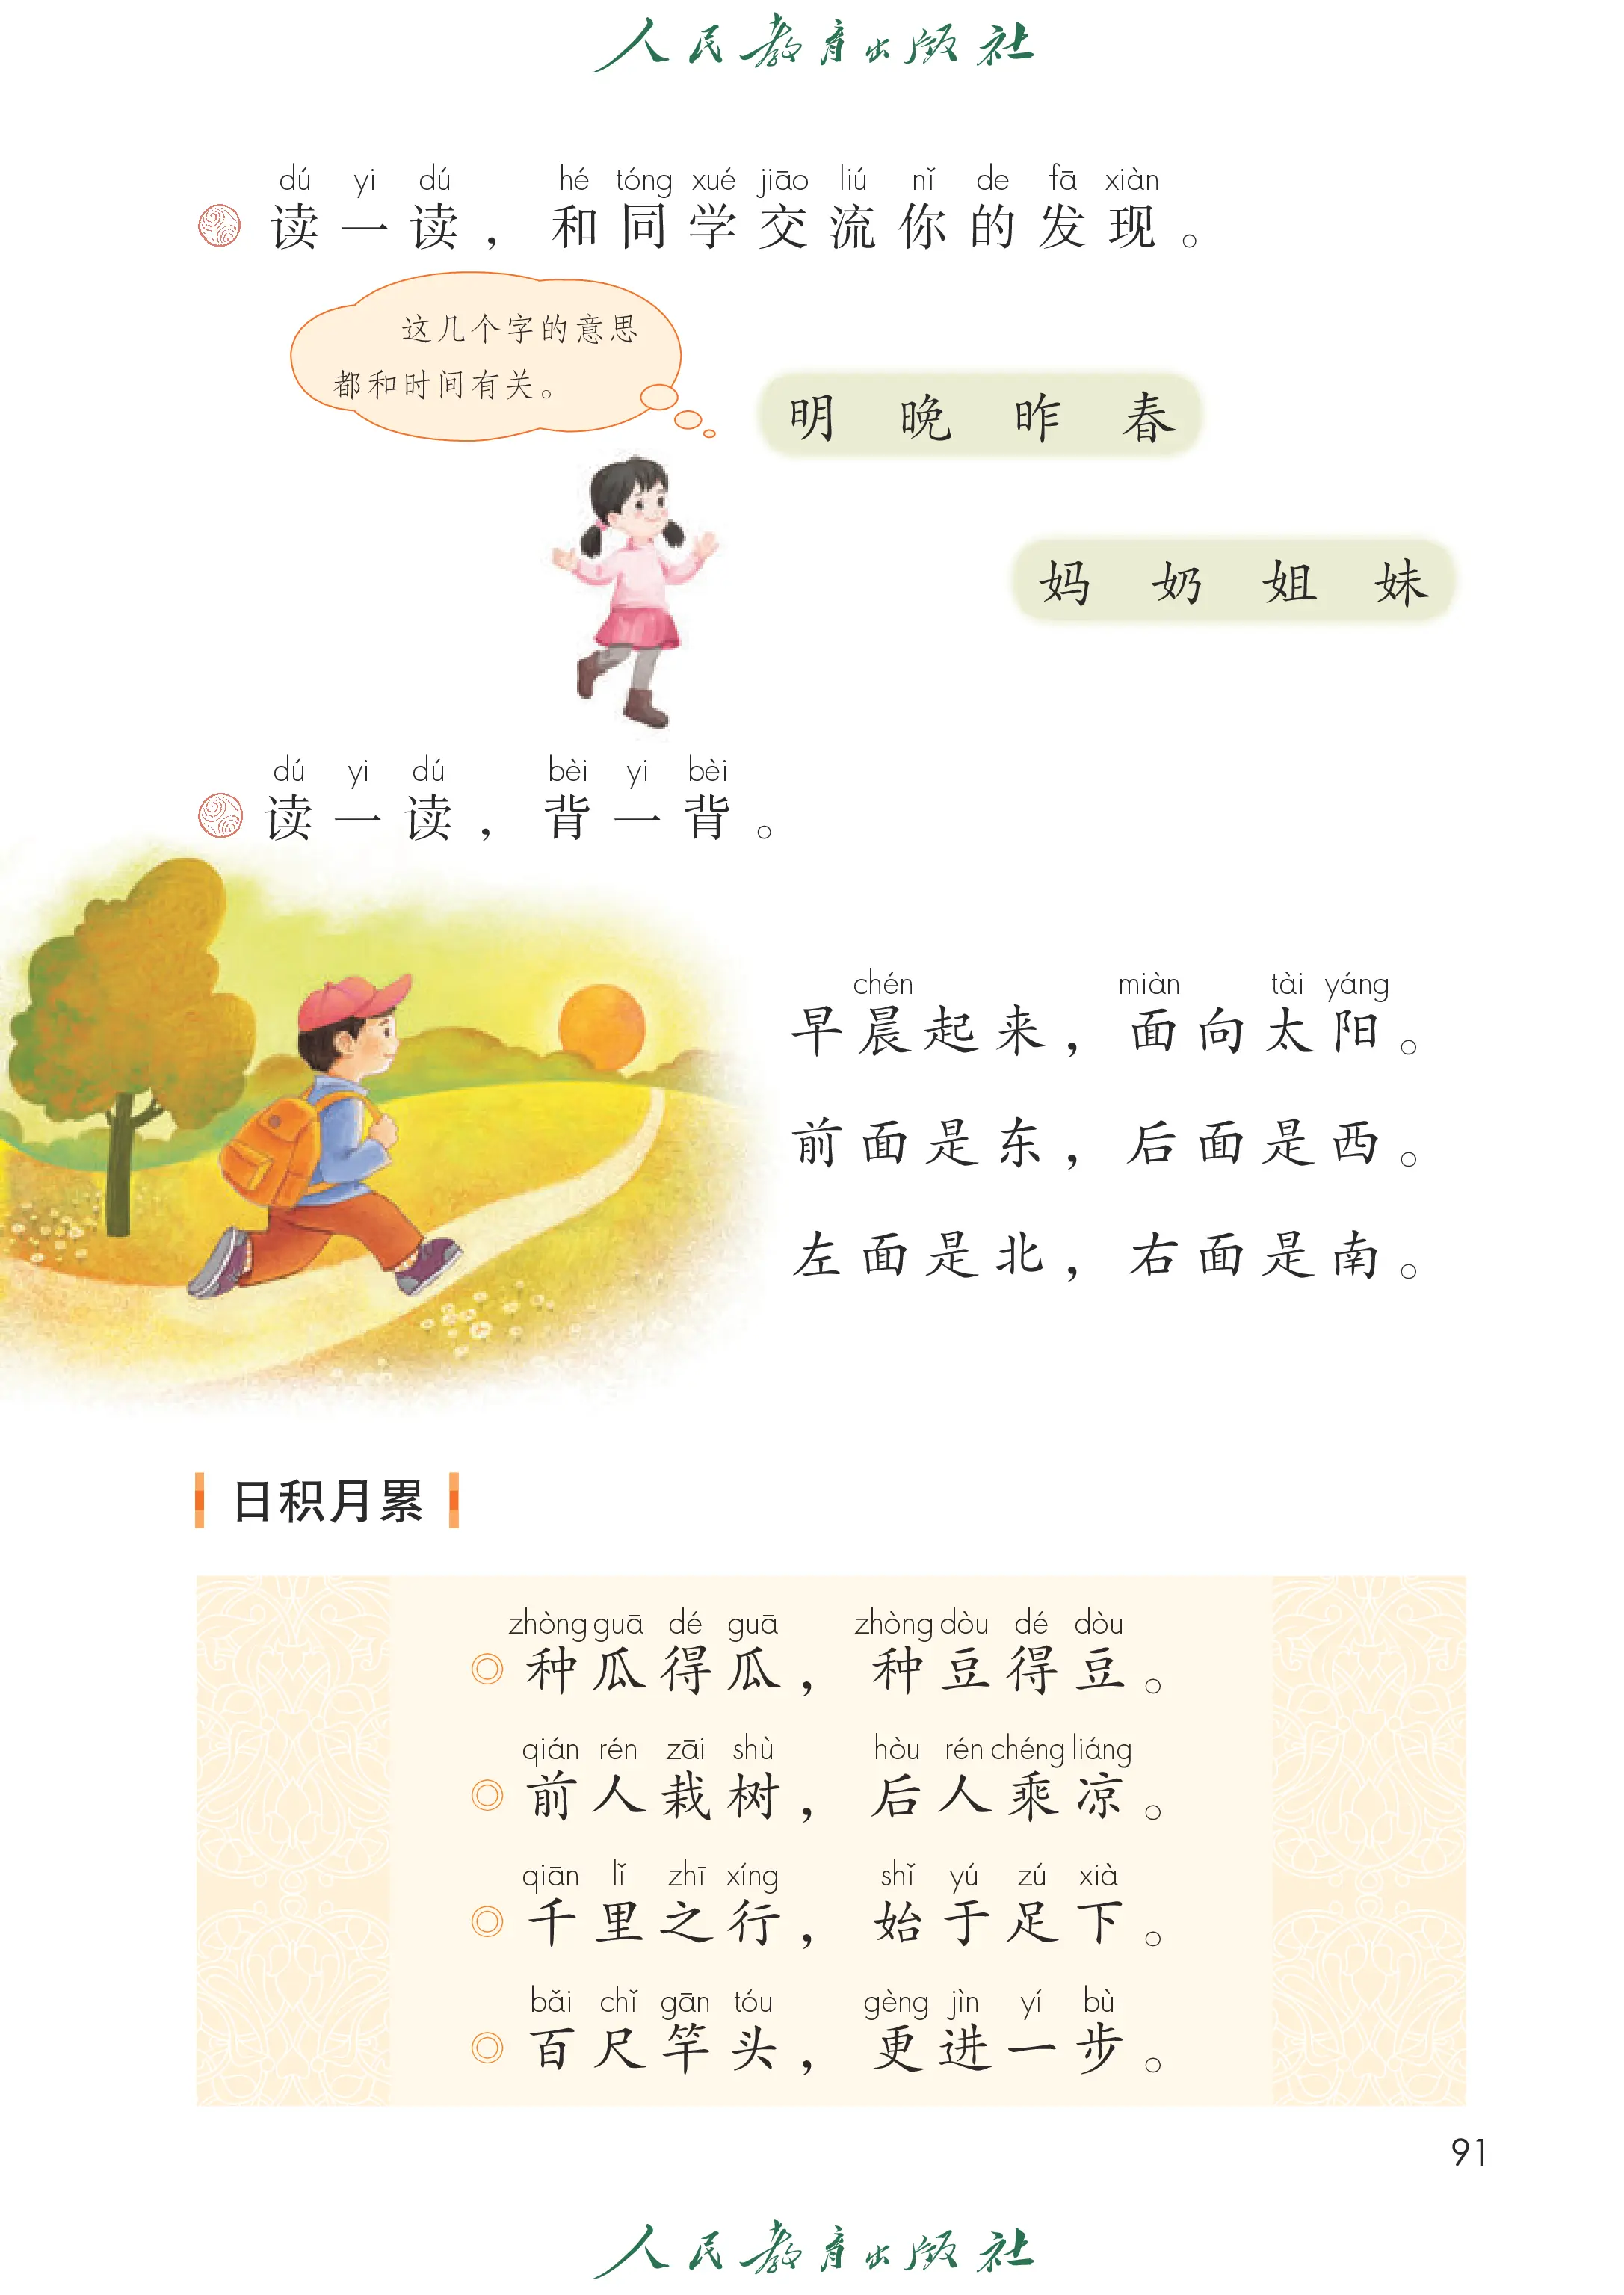 人民教育出版社
dú yi dú hé tóng xué jiāo liú nǐ de fā xiàn
读一读，和同学交流你的发现。
这几个字的意思
都和时间有关。
明 晚 昨 春
妈 奶 姐 妹
dú yi dú bèi yi bèi
读一读，背一背。
chén miàn tài yáng
早晨起来，面向太阳。
前面是东，后面是西。
左面是北，右面是南。
日积月累
zhòng guā dé guā zhòng dòu dé dòu
◎ 种瓜得瓜，种豆得豆。
qián rén zāi shù hòu rén chéng liáng
◎ 前人栽树，后人乘凉。
qiān lǐ zhī xíng shǐ yú zú xià
◎ 千里之行，始于足下。
bǎi chǐ gān tóu gèng jìn yí bù
◎ 百尺竿头，更进一步。
91
人民教育出版社